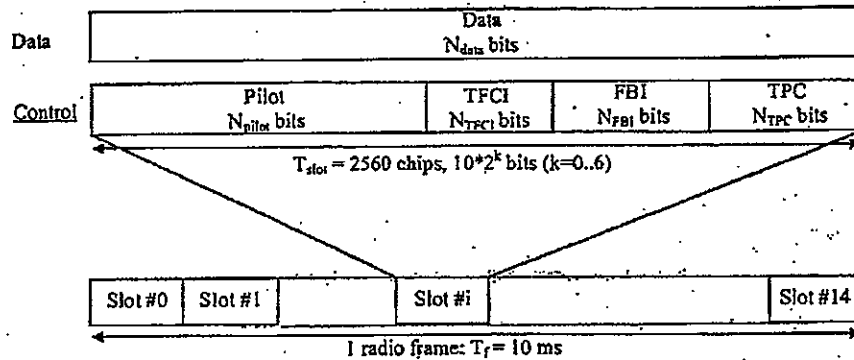 Data
Data
N_data bits
Control
Pilot
N_pilot bits
TFCI
N_TFCI bits
FBI
N_FBI bits
TPC
N_TPC bits
T_slot = 2560 chips, 10*2^k bits (k=0..6)
Slot #0
Slot #1
Slot #i
Slot #14
1 radio frame: T_f = 10 ms